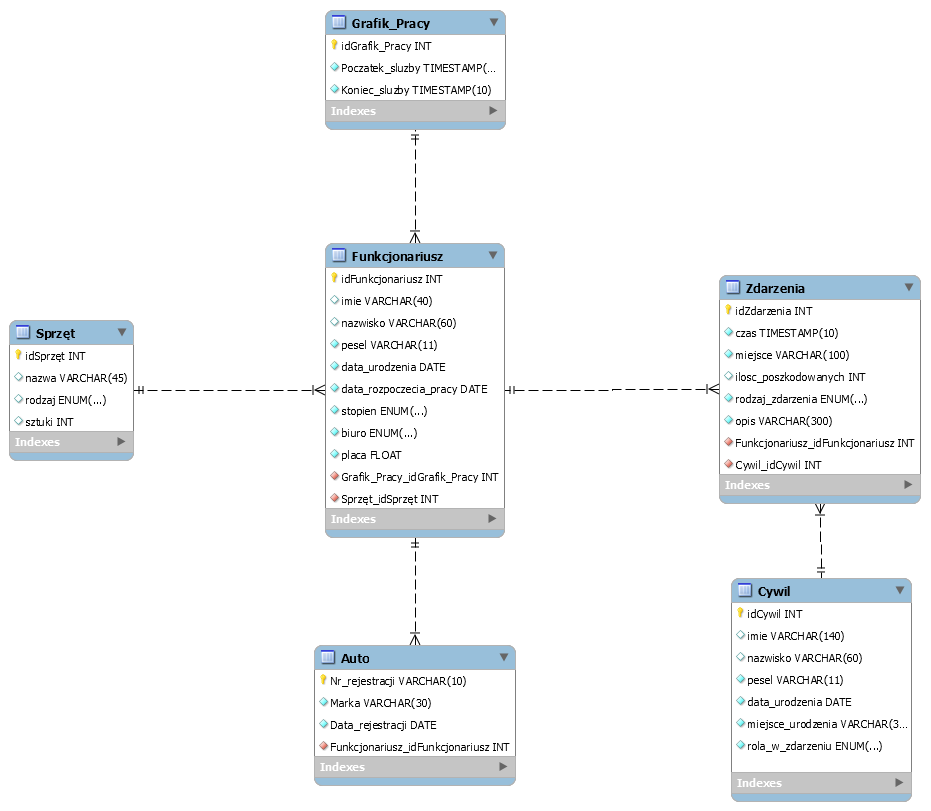 Grafik_Pracy
idGrafik_Pracy INT
Poczatek_sluzby TIMESTAMP(...
Koniec_sluzby TIMESTAMP(10)
Indexes
Funkcjonariusz
idFunkcjonariusz INT
imie VARCHAR(40)
nazwisko VARCHAR(60)
pesel VARCHAR(11)
data_urodzenia DATE
data_rozpoczecia_pracy DATE
stopien ENUM(...)
biuro ENUM(...)
placa FLOAT
Grafik_Pracy_idGrafik_Pracy INT
Sprzęt_idSprzęt INT
Indexes
Sprzęt
idSprzęt INT
nazwa VARCHAR(45)
rodzaj ENUM(...)
sztuki INT
Indexes
Zdarzenia
idZdarzenia INT
czas TIMESTAMP(10)
miejsce VARCHAR(100)
ilosc_poszkodowanych INT
rodzaj_zdarzenia ENUM(...)
opis VARCHAR(300)
Funkcjonariusz_idFunkcjonariusz INT
Cywil_idCywil INT
Indexes
Auto
Nr_rejestracji VARCHAR(10)
Marka VARCHAR(30)
Data_rejestracji DATE
Funkcjonariusz_idFunkcjonariusz INT
Indexes
Cywil
idCywil INT
imie VARCHAR(140)
nazwisko VARCHAR(60)
pesel VARCHAR(11)
data_urodzenia DATE
miejsce_urodzenia VARCHAR(3...
rola_w_zdarzeniu ENUM(...)
Indexes